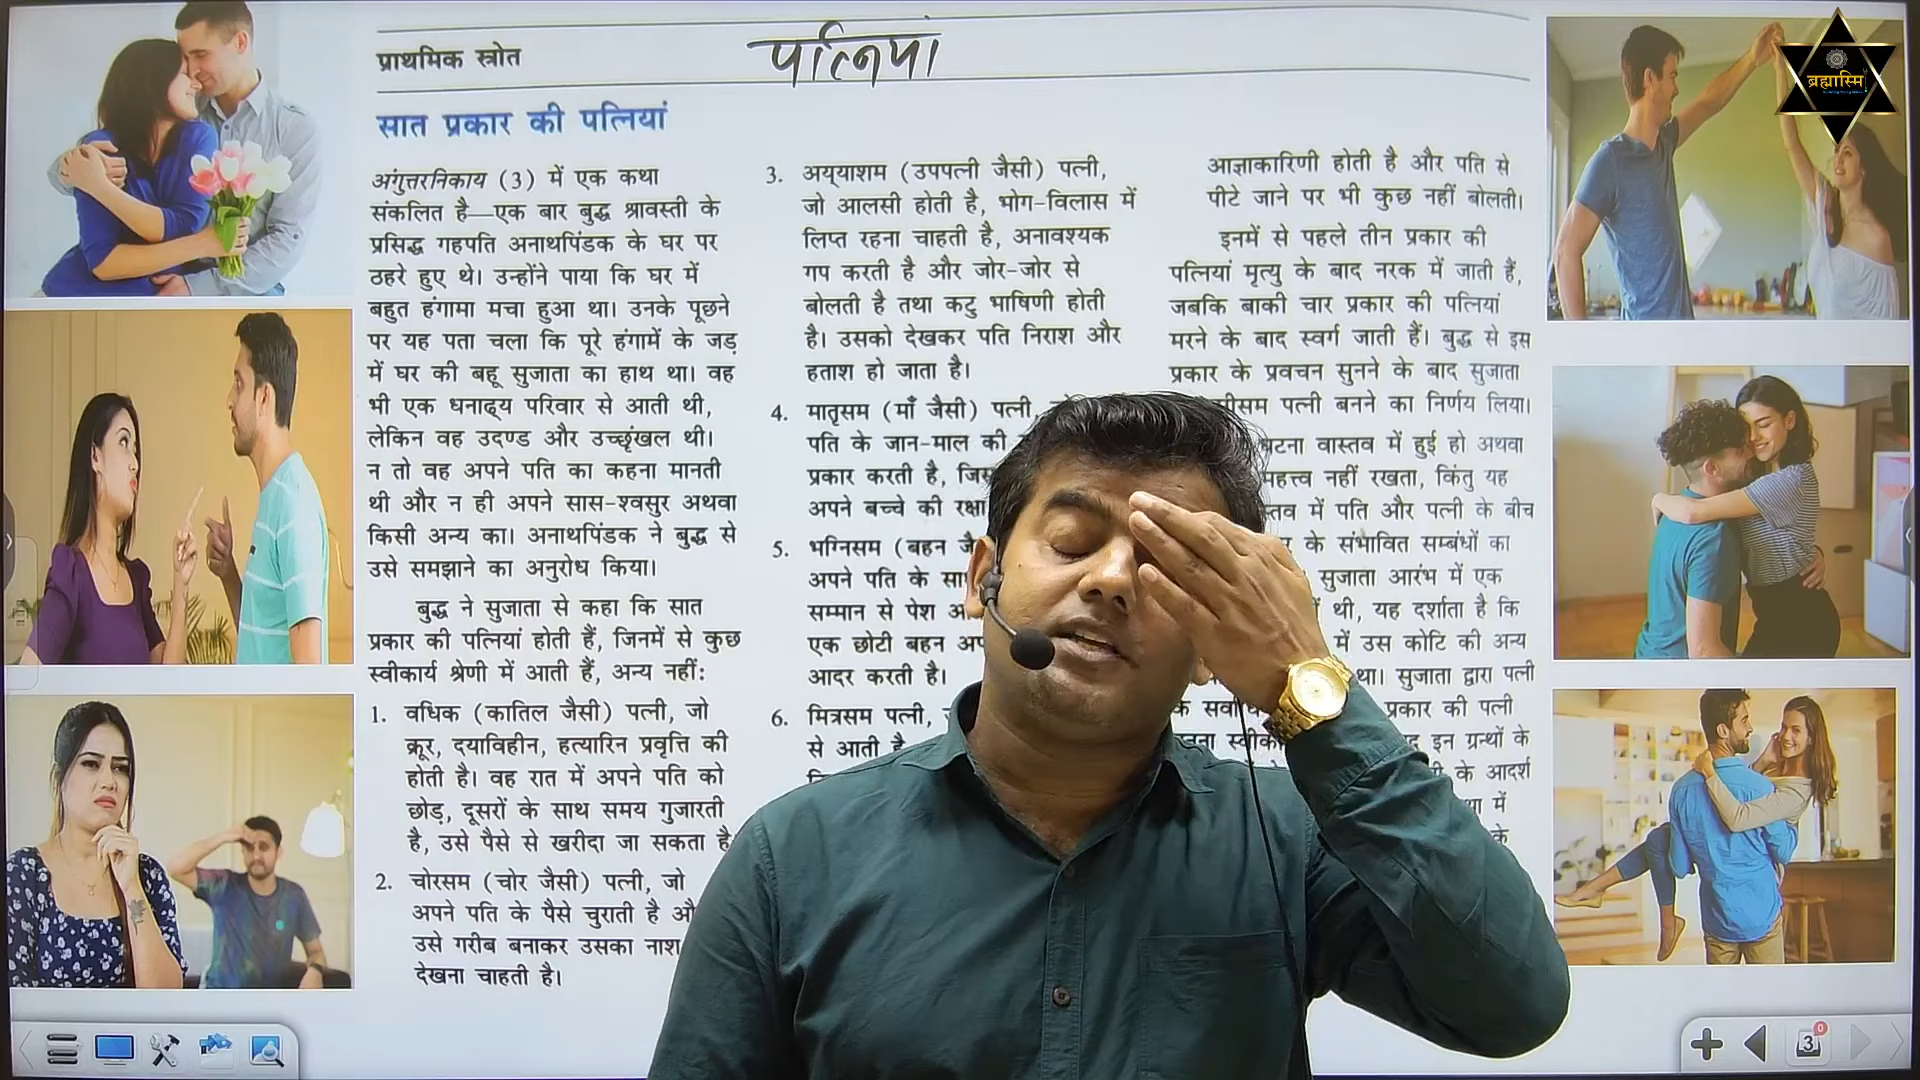 प्राथमिक स्त्रोत
पत्नियां
सात प्रकार की पत्नियां
अंगुत्तरनिकाय (3) में एक कथा
संकलित है—एक बार बुद्ध श्रावस्ती के
प्रसिद्ध गहपति अनाथपिंडक के घर पर
ठहरे हुए थे। उन्होंने पाया कि घर में
बहुत हंगामा मचा हुआ था। उनके पूछने
पर यह पता चला कि पूरे हंगामें के जड़
में घर की बहू सुजाता का हाथ था। वह
भी एक धनाढ्य परिवार से आती थी,
लेकिन वह उदण्ड और उच्छृंखल थी।
न तो वह अपने पति का कहना मानती
थी और न ही अपने सास-श्वसुर अथवा
किसी अन्य का। अनाथपिंडक ने बुद्ध से
उसे समझाने का अनुरोध किया।
बुद्ध ने सुजाता से कहा कि सात
प्रकार की पत्नियां होती हैं, जिनमें से कुछ
स्वीकार्य श्रेणी में आती हैं, अन्य नहीं:
1. वधिक (कातिल जैसी) पत्नी, जो
क्रूर, दयाविहीन, हत्यारिन प्रवृत्ति की
होती है। वह रात में अपने पति को
छोड़, दूसरों के साथ समय गुजारती
है, उसे पैसे से खरीदा जा सकता है
2. चोरसम (चोर जैसी) पत्नी, जो
अपने पति के पैसे चुराती है
उसे गरीब बनाकर उसका नाश
देखना चाहती है।
3. अय्याशम (उपपत्नी जैसी) पत्नी,
जो आलसी होती है, भोग-विलास में
लिप्त रहना चाहती है, अनावश्यक
गप करती है और जोर-जोर से
बोलती है तथा कटु भाषिणी होती
है। उसको देखकर पति निराश और
हताश हो जाता है।
4. मातृसम (माँ जैसी) पत्नी,
पति के जान-माल की
प्रकार करती है,
अपने बच्चे की रक्षा
5. भग्निसम (बहन
अपने पति के
सम्मान से पेश
एक छोटी बहन
आदर करती है।
6. मित्रसम पत्नी,
से आती है
आज्ञाकारिणी होती है और पति से
पीटे जाने पर भी कुछ नहीं बोलती।
इनमें से पहले तीन प्रकार की
पत्नियां मृत्यु के बाद नरक में जाती हैं,
जबकि बाकी चार प्रकार की पत्नियां
मरने के बाद स्वर्ग जाती हैं। बुद्ध से इस
प्रकार के प्रवचन सुनने के बाद सुजाता
पत्नी बनने का निर्णय लिया।
वास्तव में हुई हो अथवा
महत्त्व नहीं रखता, किंतु यह
में पति और पत्नी के बीच
के संभावित सम्बंधों का
सुजाता आरंभ में एक
थी, यह दर्शाता है कि
में उस कोटि की अन्य
था। सुजाता द्वारा पत्नी
प्रकार की पत्नी
इन ग्रन्थों के
के आदर्श
में
के
ब्रह्मास्मि
3
0